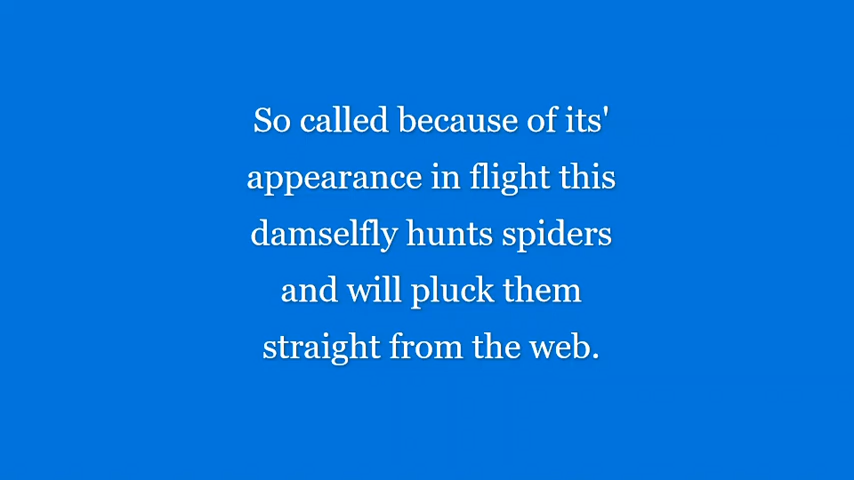 So called because of its'
appearance in flight this
damselfly hunts spiders
and will pluck them
straight from the web.